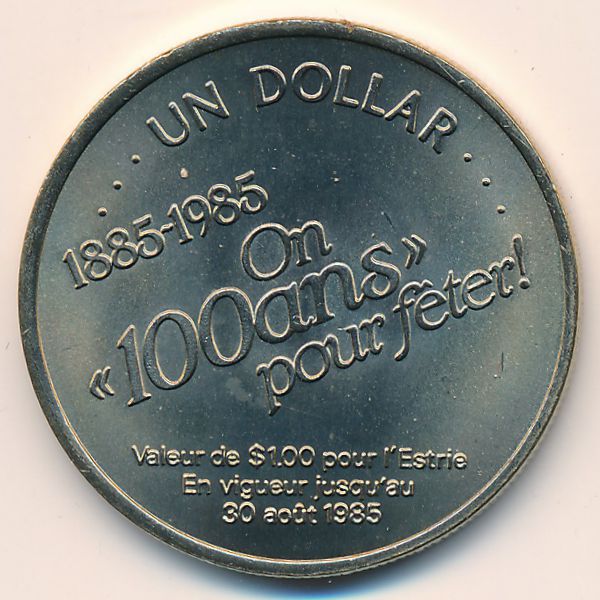 UN DOLLAR
1885-1985
On
«100ans»
pour fêter!
Valeur de $1.00 pour l'Estrie
En vigueur jusqu'au
30 août 1985